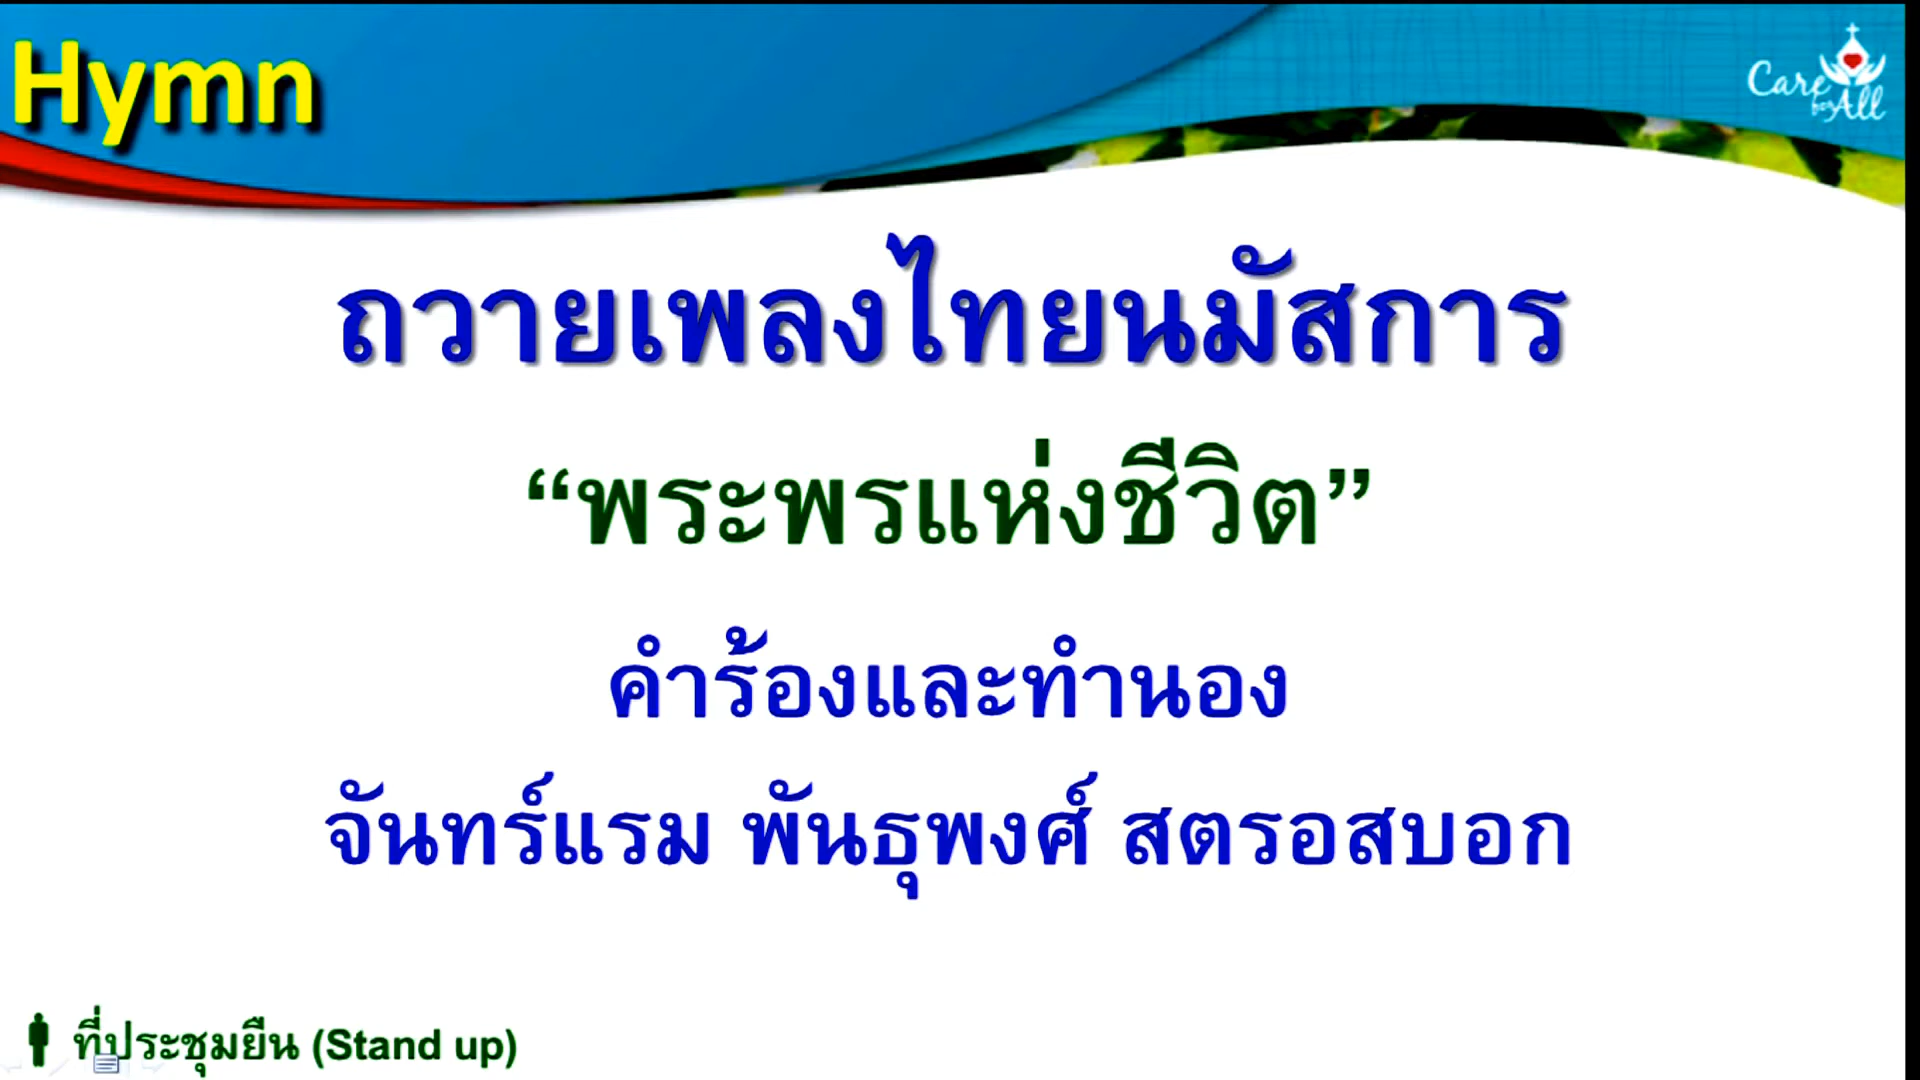 Hymn
Care for All
ถวายเพลงไทยนมัสการ
“พระพรแห่งชีวิต”
คำร้องและทำนอง
จันทร์แรม พันธุพงศ์ สตรอสบอก
ที่ประชุมยืน (Stand up)